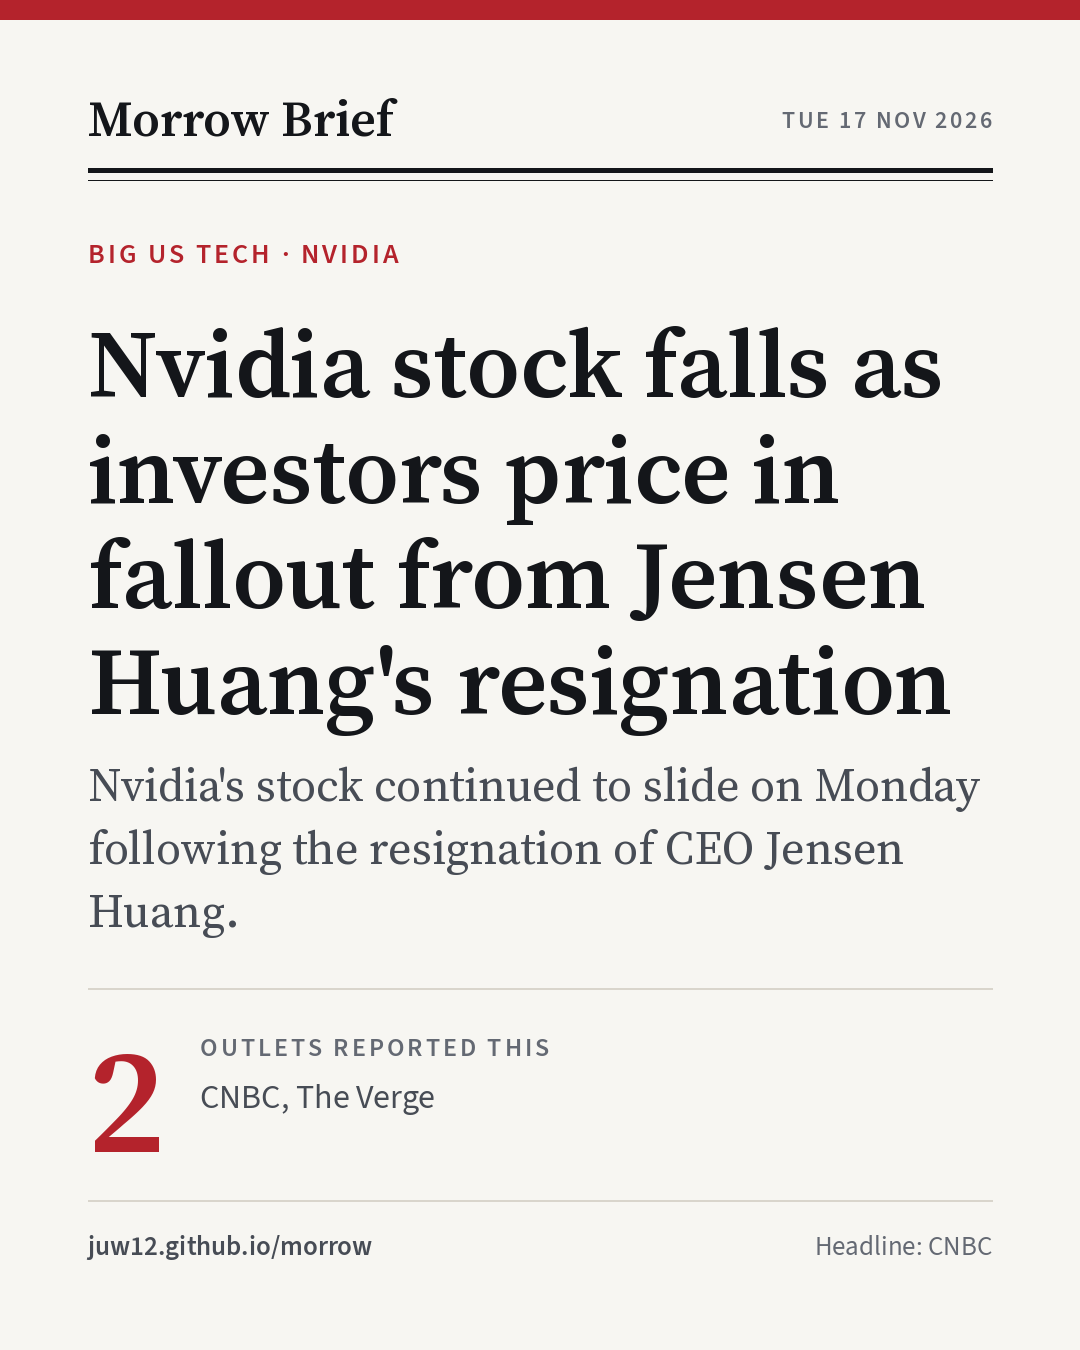 Morrow Brief
TUE 17 NOV 2026
BIG US TECH · NVIDIA
Nvidia stock falls as
investors price in
fallout from Jensen
Huang's resignation
Nvidia's stock continued to slide on Monday
following the resignation of CEO Jensen
Huang.
2
OUTLETS REPORTED THIS
CNBC, The Verge
juw12.github.io/morrow
Headline: CNBC